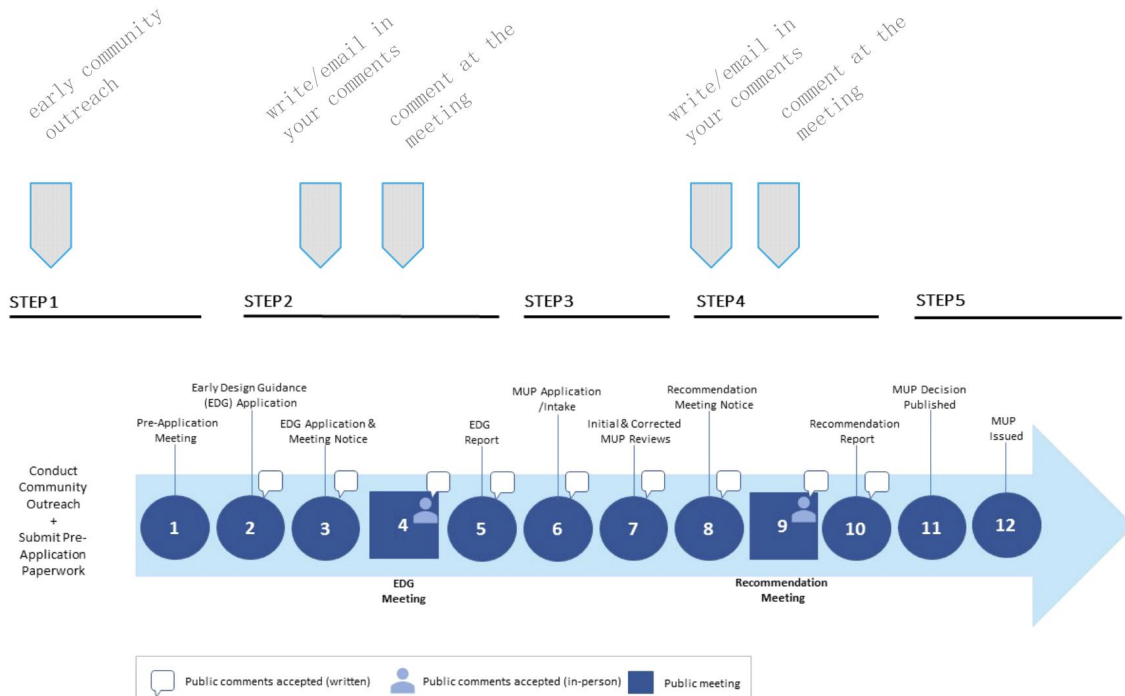 early community
outreach
write/email in
your comments
comment at the
meeting
write/email in
your comments
comment at the
meeting
STEP1
STEP2
STEP3
STEP4
STEP5
Pre-Application
Meeting
Early Design Guidance
(EDG) Application
EDG Application &
Meeting Notice
EDG
Report
MUP Application
/Intake
Initial & Corrected
MUP Reviews
Recommendation
Meeting Notice
Recommendation
Report
MUP Decision
Published
MUP
Issued
Conduct
Community
Outreach
+
Submit Pre-
Application
Paperwork
1
2
3
4
5
6
7
8
9
10
11
12
EDG
Meeting
Recommendation
Meeting
Public comments accepted (written)
Public comments accepted (in-person)
Public meeting